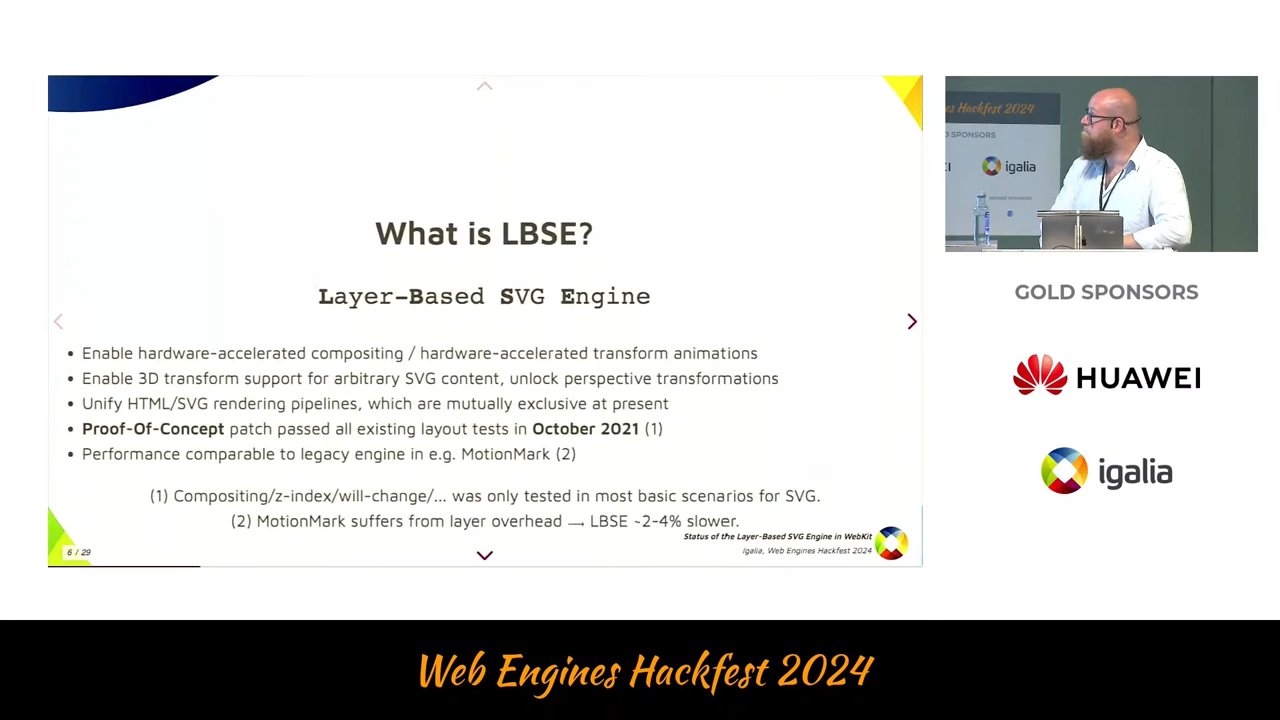 What is LBSE?
Layer-Based SVG Engine
• Enable hardware-accelerated compositing / hardware-accelerated transform animations
• Enable 3D transform support for arbitrary SVG content, unlock perspective transformations
• Unify HTML/SVG rendering pipelines, which are mutually exclusive at present
• Proof-Of-Concept patch passed all existing layout tests in October 2021 (1)
• Performance comparable to legacy engine in e.g. MotionMark (2)
(1) Compositing/z-index/will-change/... was only tested in most basic scenarios for SVG.
(2) MotionMark suffers from layer overhead → LBSE ~2-4% slower.
Status of the Layer-Based SVG Engine in WebKit
Igalia, Web Engines Hackfest 2024
6 / 29
es Hackfest 2024
D SPONSORS
igalia
GOLD SPONSORS
HUAWEI
igalia
Web Engines Hackfest 2024